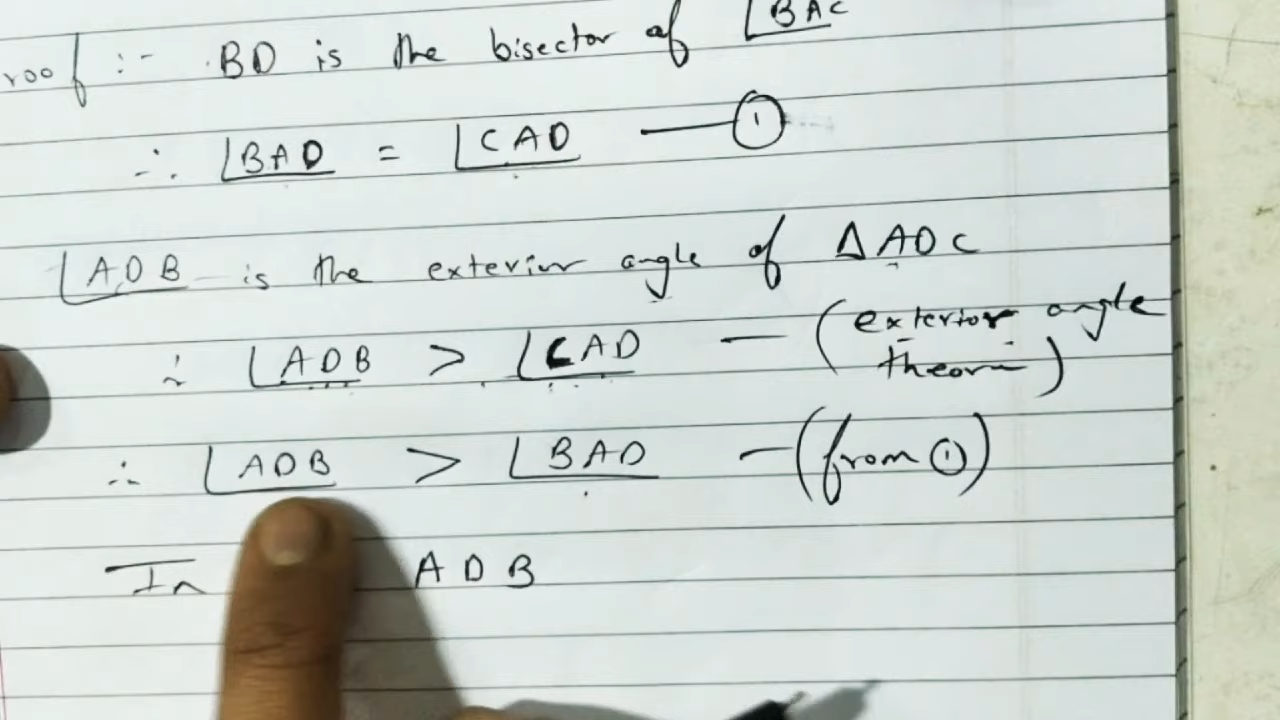 roof :- BD is the bisector of ∠BAC
∴ ∠BAD = ∠CAD — ①
∠ADB is the exterior angle of ΔADC
∴ ∠ADB > ∠CAD — (exterior angle theorm)
∴ ∠ADB > ∠BAD — (from ①)
In ADB